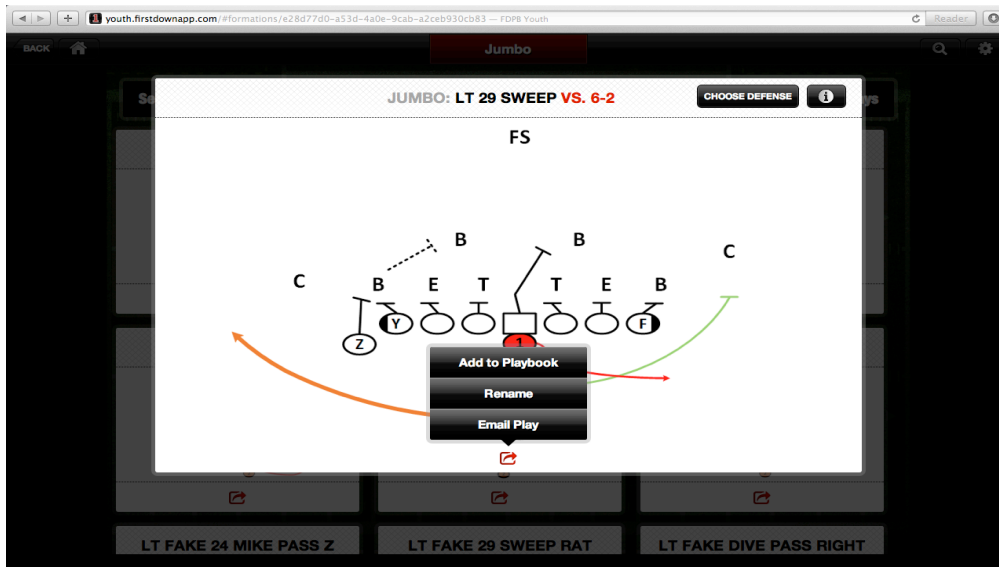 youth.firstdownapp.com/#formations/e28d77d0-a53d-4a0e-9cab-a2ceb930cb83 — FDPB Youth
Reader
BACK
Jumbo
Se
ys
JUMBO: LT 29 SWEEP VS. 6-2
CHOOSE DEFENSE
i
FS
B B
C C
B E T T E B
Y F
Z 1
Add to Playbook
Rename
Email Play
LT FAKE 24 MIKE PASS Z
LT FAKE 29 SWEEP RAT
LT FAKE DIVE PASS RIGHT